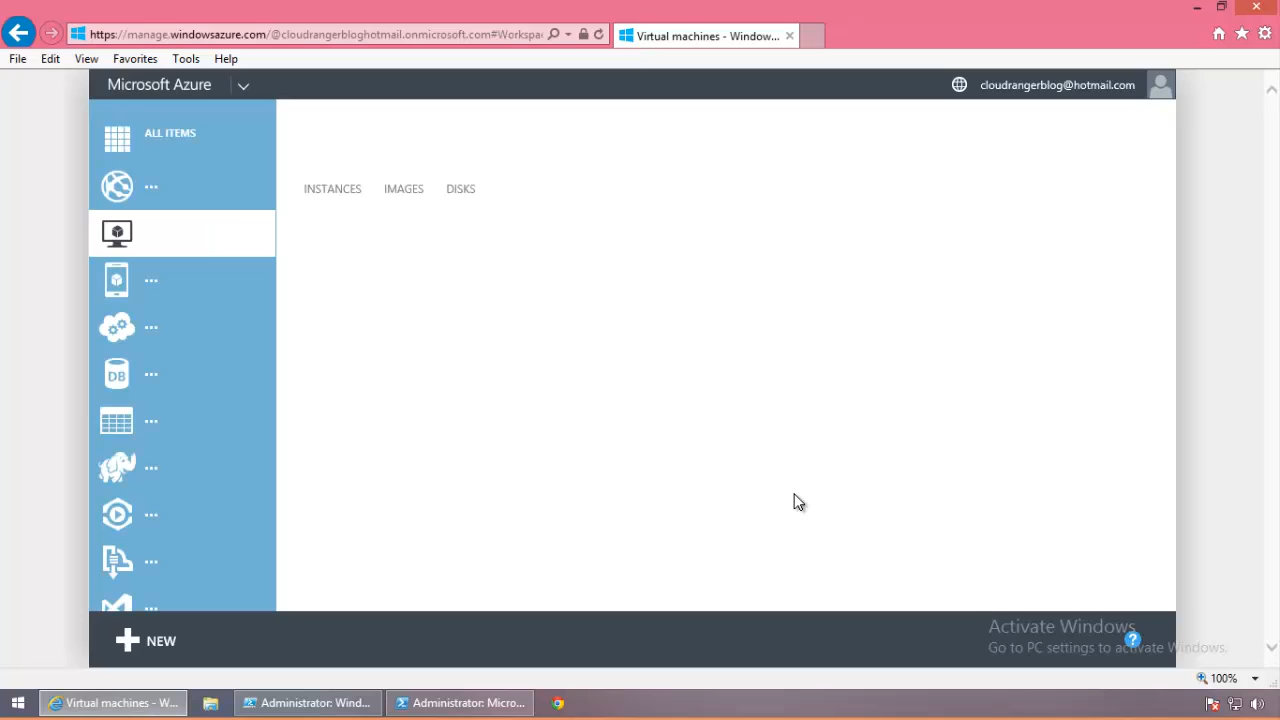 https://manage.windowsazure.com/@cloudrangerbloghotmail.onmicrosoft.com#Workspac
Virtual machines - Window...
File Edit View Favorites Tools Help
Microsoft Azure
cloudrangerblog@hotmail.com
ALL ITEMS
...
INSTANCES IMAGES DISKS
...
...
DB ...
...
...
...
...
...
NEW
Activate Windows
Go to PC settings to activate Windows.
?
100%
Virtual machines - W...
Administrator: Wind...
Administrator: Micro...